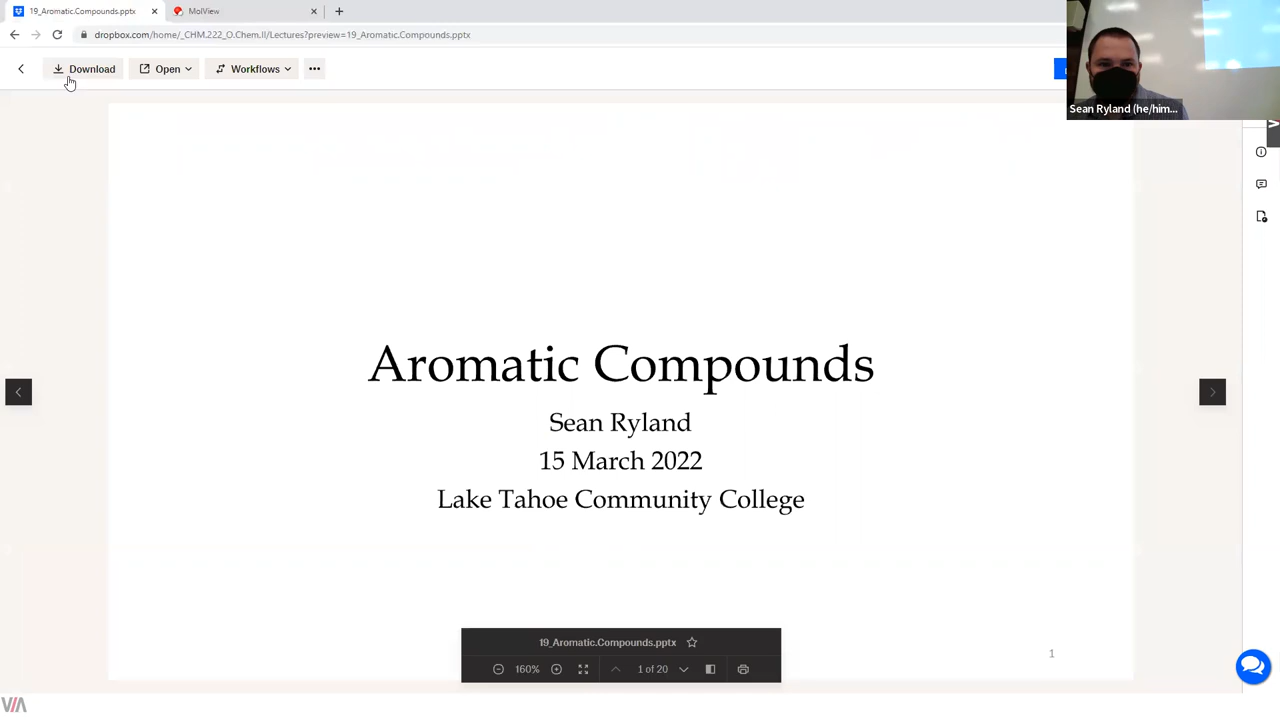 19_Aromatic.Compounds.pptx
MolView
dropbox.com/home/_CHM.222_O.Chem.II/Lectures?preview=19_Aromatic.Compounds.pptx
Download
Open
Workflows
Sean Ryland (he/him...
Aromatic Compounds
Sean Ryland
15 March 2022
Lake Tahoe Community College
19_Aromatic.Compounds.pptx
160%
1 of 20
1
VIA